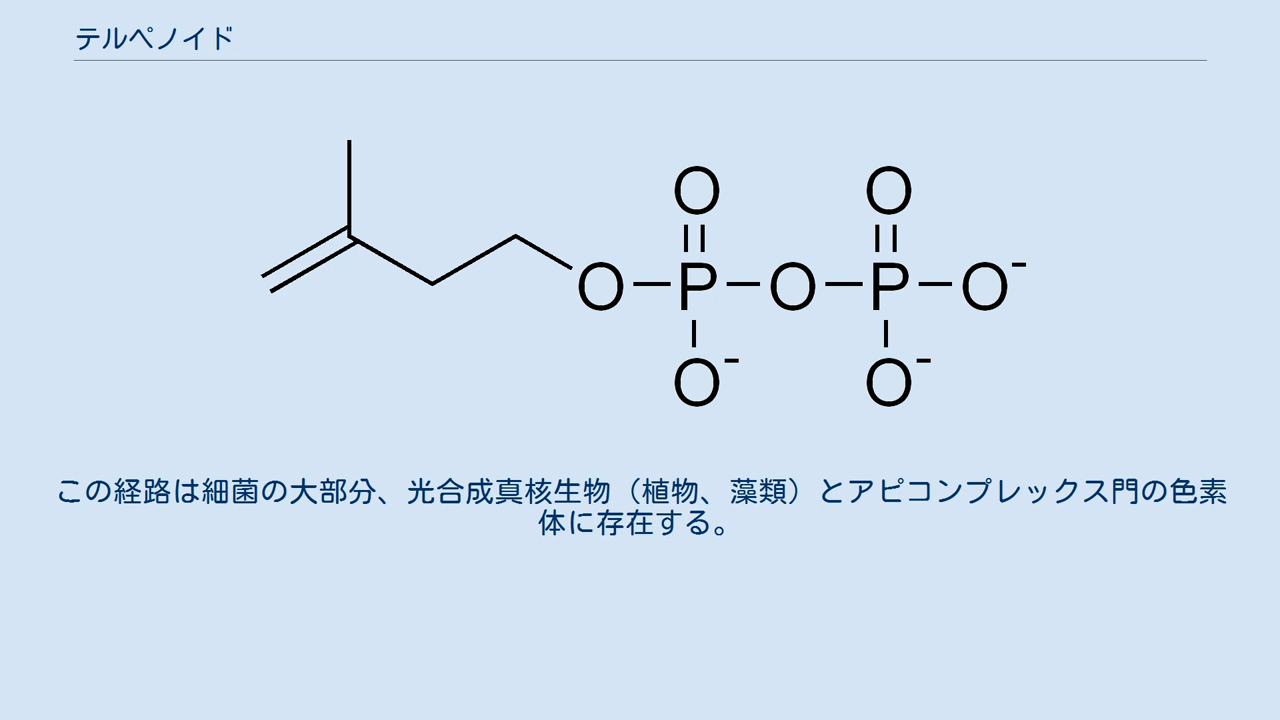 テルペノイド
O O
O P O P O-
O- O-
この経路は細菌の大部分、光合成真核生物（植物、藻類）とアピコンプレックス門の色素
体に存在する。